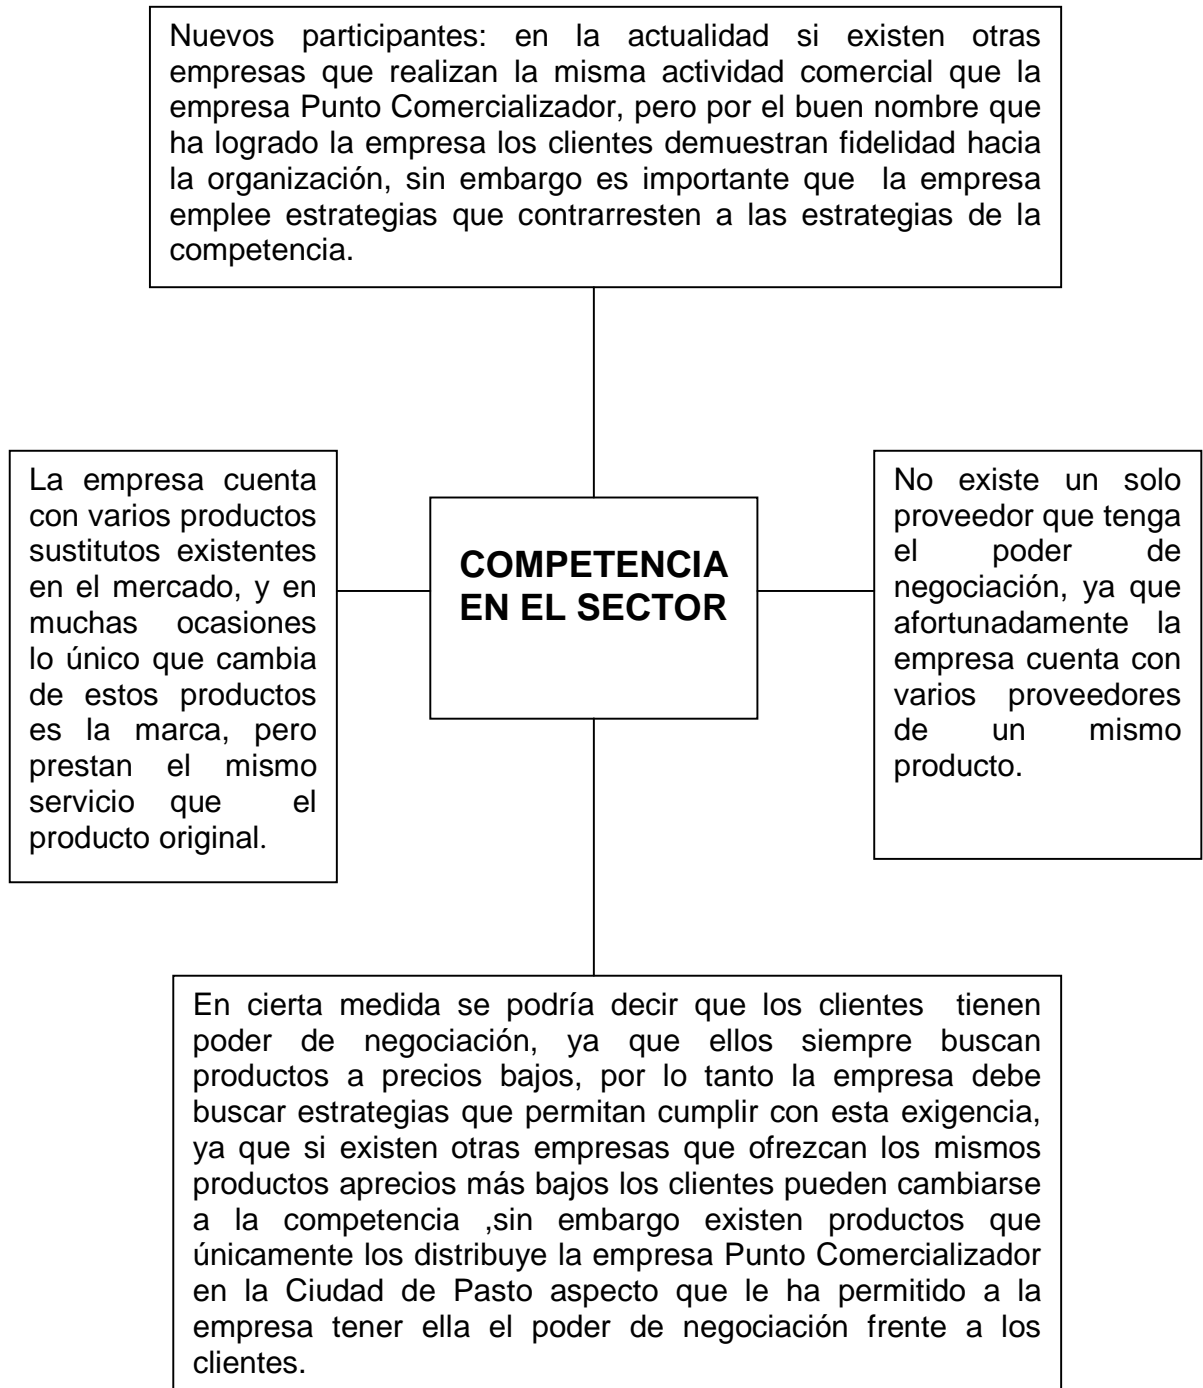 Nuevos participantes: en la actualidad si existen otras
empresas que realizan la misma actividad comercial que la
empresa Punto Comercializador, pero por el buen nombre que
ha logrado la empresa los clientes demuestran fidelidad hacia
la organización, sin embargo es importante que la empresa
emplee estrategias que contrarresten a las estrategias de la
competencia.
La empresa cuenta
con varios productos
sustitutos existentes
en el mercado, y en
muchas ocasiones
lo único que cambia
de estos productos
es la marca, pero
prestan el mismo
servicio que el
producto original.
COMPETENCIA
EN EL SECTOR
No existe un solo
proveedor que tenga
el poder de
negociación, ya que
afortunadamente la
empresa cuenta con
varios proveedores
de un mismo
producto.
En cierta medida se podría decir que los clientes tienen
poder de negociación, ya que ellos siempre buscan
productos a precios bajos, por lo tanto la empresa debe
buscar estrategias que permitan cumplir con esta exigencia,
ya que si existen otras empresas que ofrezcan los mismos
productos aprecios más bajos los clientes pueden cambiarse
a la competencia ,sin embargo existen productos que
únicamente los distribuye la empresa Punto Comercializador
en la Ciudad de Pasto aspecto que le ha permitido a la
empresa tener ella el poder de negociación frente a los
clientes.